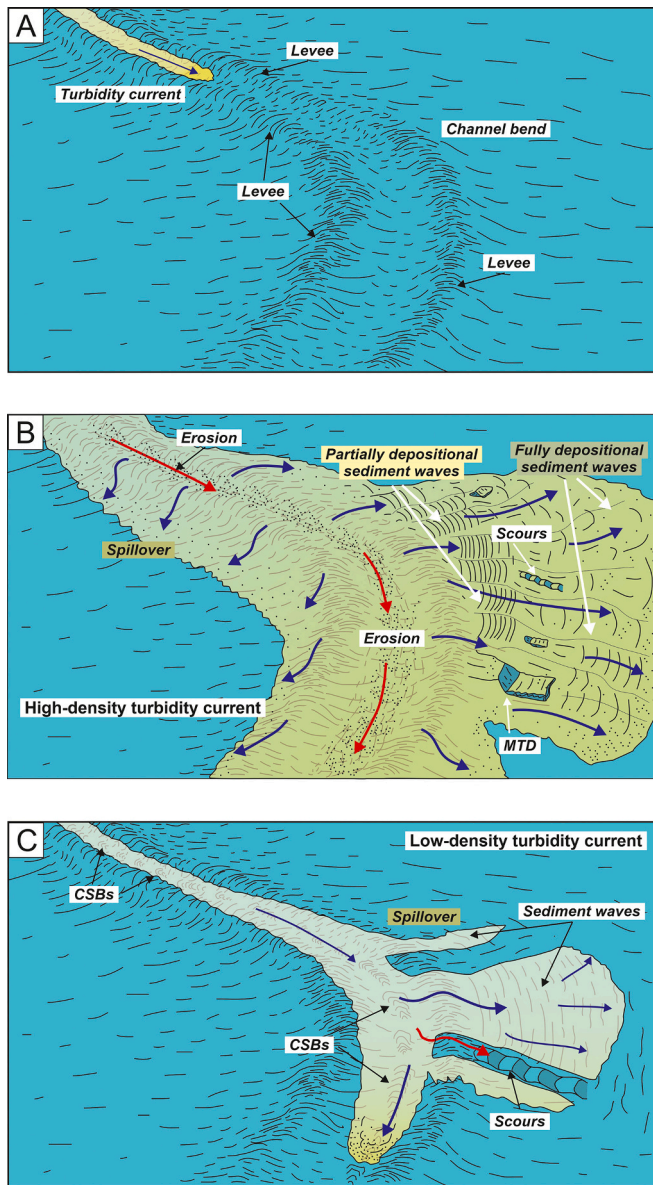 A
Levee
Turbidity current
Channel bend
Levee
Levee
B
Erosion
Partially depositional
sediment waves
Fully depositional
sediment waves
Scours
Spillover
Erosion
High-density turbidity current
MTD
C
Low-density turbidity current
CSBs
Spillover
Sediment waves
CSBs
Scours